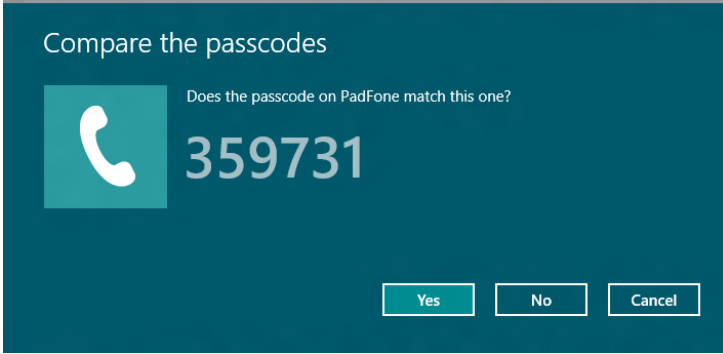 Compare the passcodes
Does the passcode on PadFone match this one?
359731
Yes No Cancel